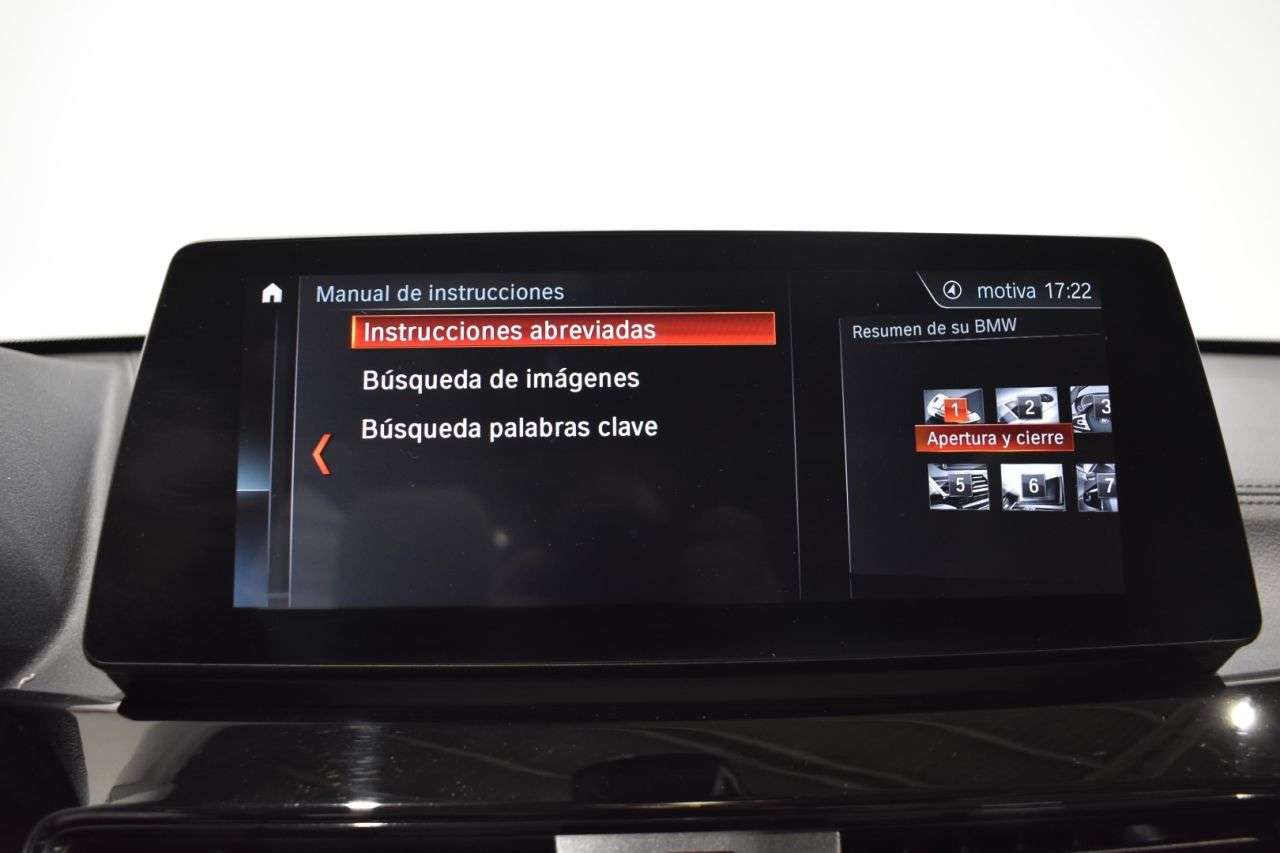 Manual de instrucciones
Instrucciones abreviadas
Búsqueda de imágenes
Búsqueda palabras clave
motiva 17:22
Resumen de su BMW
1 2 3
Apertura y cierre
5 6 7